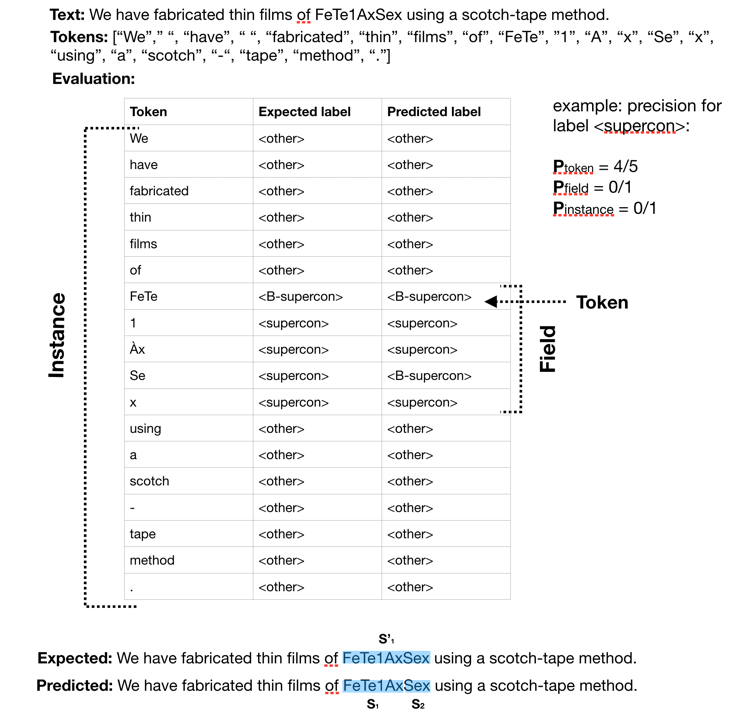 Text: We have fabricated thin films of FeTe1AxSex using a scotch-tape method.
Tokens: [“We”,” “, “have”, “ “, “fabricated”, “thin”, “films”, “of”, “FeTe”, ”1”, “A”, “x”, “Se”, “x”,
“using”, “a”, “scotch”, “-“, “tape”, “method”, “.”]
Evaluation:
example: precision for
label <supercon>:
Ptoken = 4/5
Pfield = 0/1
Pinstance = 0/1
Token Expected label Predicted label
We <other> <other>
have <other> <other>
fabricated <other> <other>
thin <other> <other>
films <other> <other>
of <other> <other>
FeTe <B-supercon> <B-supercon>
1 <supercon> <supercon>
Àx <supercon> <supercon>
Se <supercon> <B-supercon>
x <supercon> <supercon>
using <other> <other>
a <other> <other>
scotch <other> <other>
- <other> <other>
tape <other> <other>
method <other> <other>
. <other> <other>
Instance
Token
Field
S’1
Expected: We have fabricated thin films of FeTe1AxSex using a scotch-tape method.
Predicted: We have fabricated thin films of FeTe1AxSex using a scotch-tape method.
S1 S2